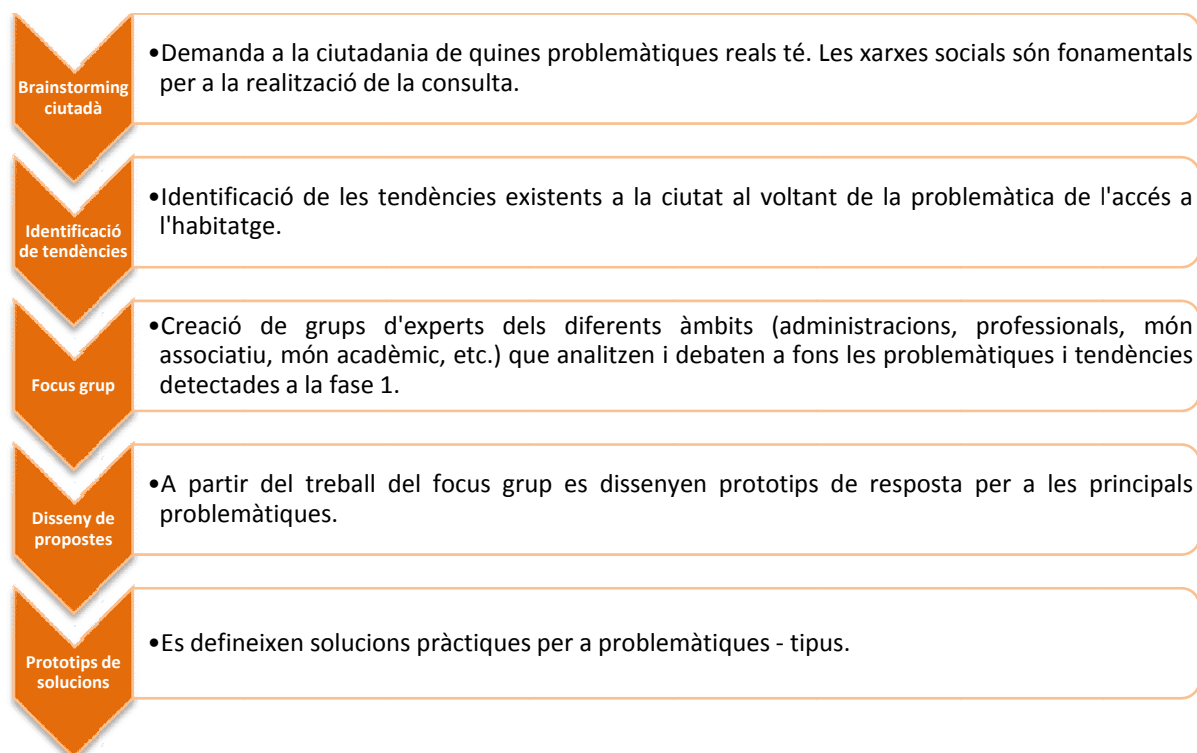 Brainstorming
ciutadà
•Demanda a la ciutadania de quines problemàtiques reals té. Les xarxes socials són fonamentals
per a la realització de la consulta.
Identificació
de tendències
•Identificació de les tendències existents a la ciutat al voltant de la problemàtica de l'accés a
l'habitatge.
Focus grup
•Creació de grups d'experts dels diferents àmbits (administracions, professionals, món
associatiu, món acadèmic, etc.) que analitzen i debaten a fons les problemàtiques i tendències
detectades a la fase 1.
Disseny de
propostes
•A partir del treball del focus grup es dissenyen prototips de resposta per a les principals
problemàtiques.
Prototips de
solucions
•Es defineixen solucions pràctiques per a problemàtiques - tipus.